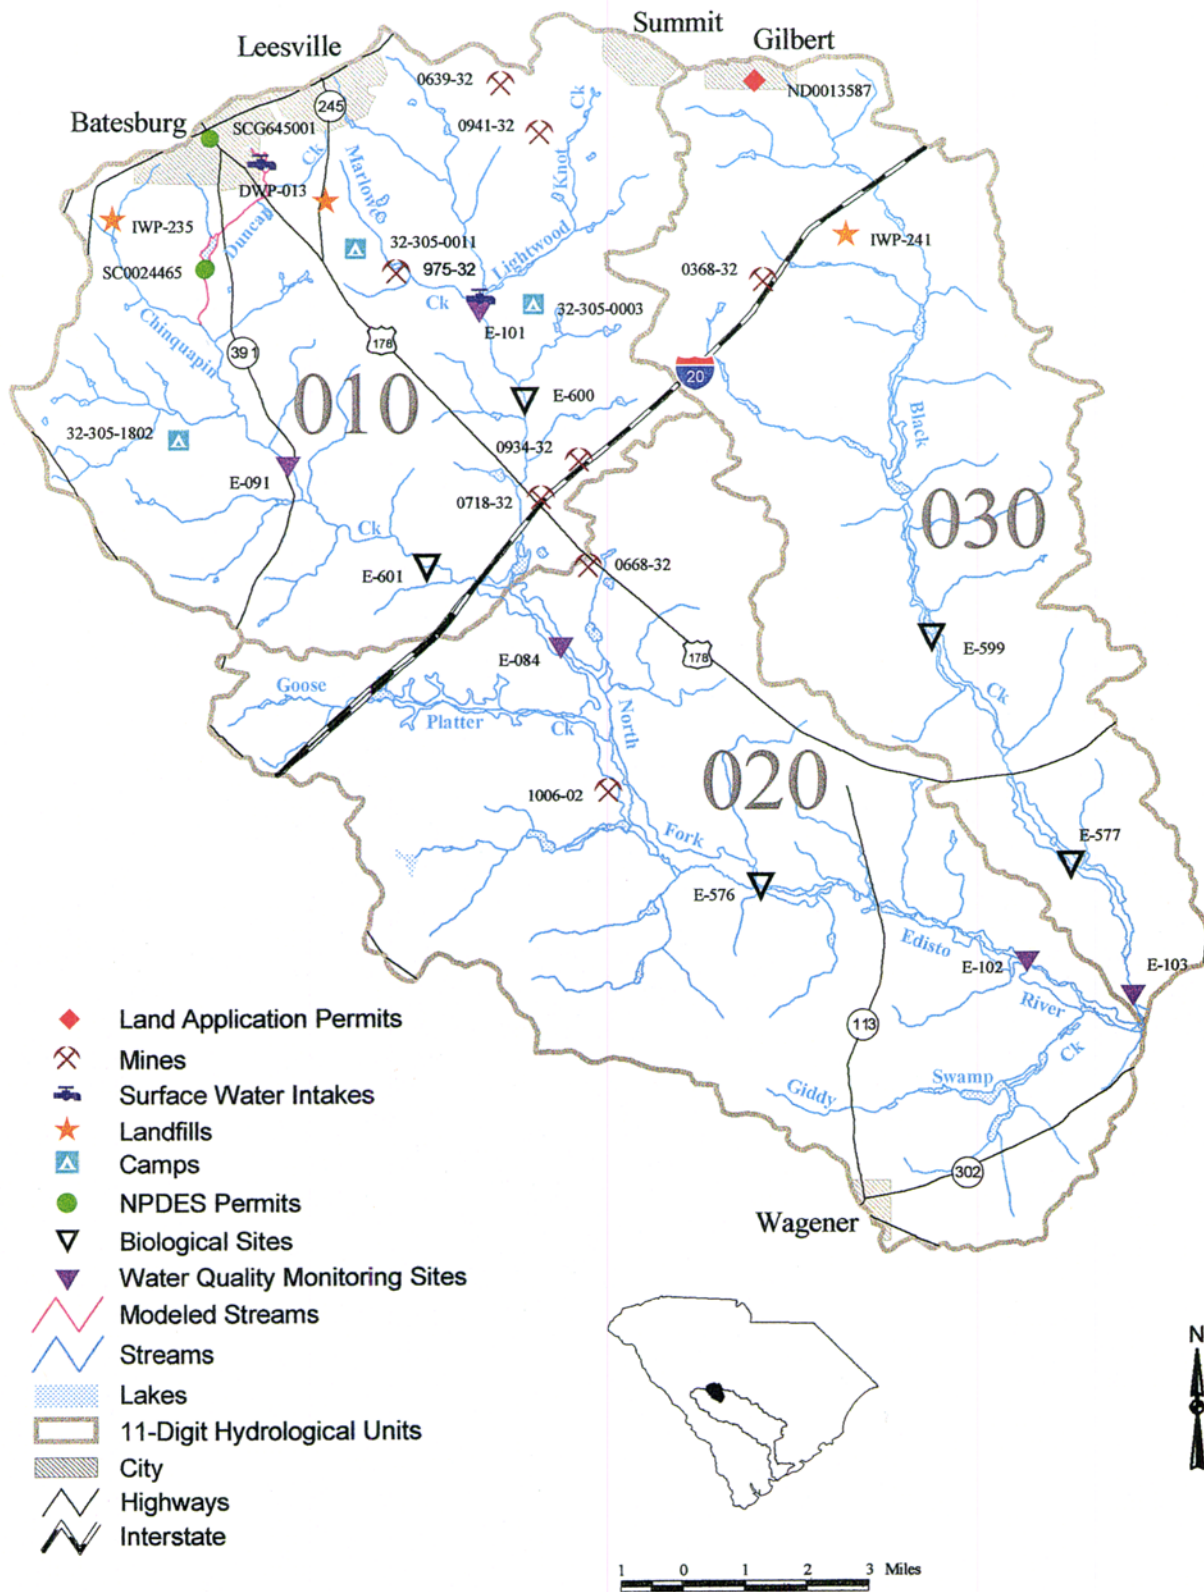 Summit
Leesville
Gilbert
0639-32
ND0013587
245
Batesburg
SCG645001
0941-32
Ck
Ck
Marlowe
Knot
DWP-013
IWP-235
Duncan
32-305-0011
Lightwood
IWP-241
SC0024465
975-32
0368-32
Ck
32-305-0003
Chinquapin
E-101
391
178
20
010
E-600
Black
32-305-1802
0934-32
E-091
0718-32
030
Ck
E-601
0668-32
E-084
178
E-599
Goose
Ck
Platter
Ck
North
020
1006-02
Fork
E-577
E-576
Edisto
E-102
E-103
River
113
Ck
Swamp
Giddy
302
Wagener
Land Application Permits
Mines
Surface Water Intakes
Landfills
Camps
NPDES Permits
Biological Sites
Water Quality Monitoring Sites
Modeled Streams
Streams
Lakes
11-Digit Hydrological Units
City
Highways
Interstate
N
1 0 1 2 3 Miles